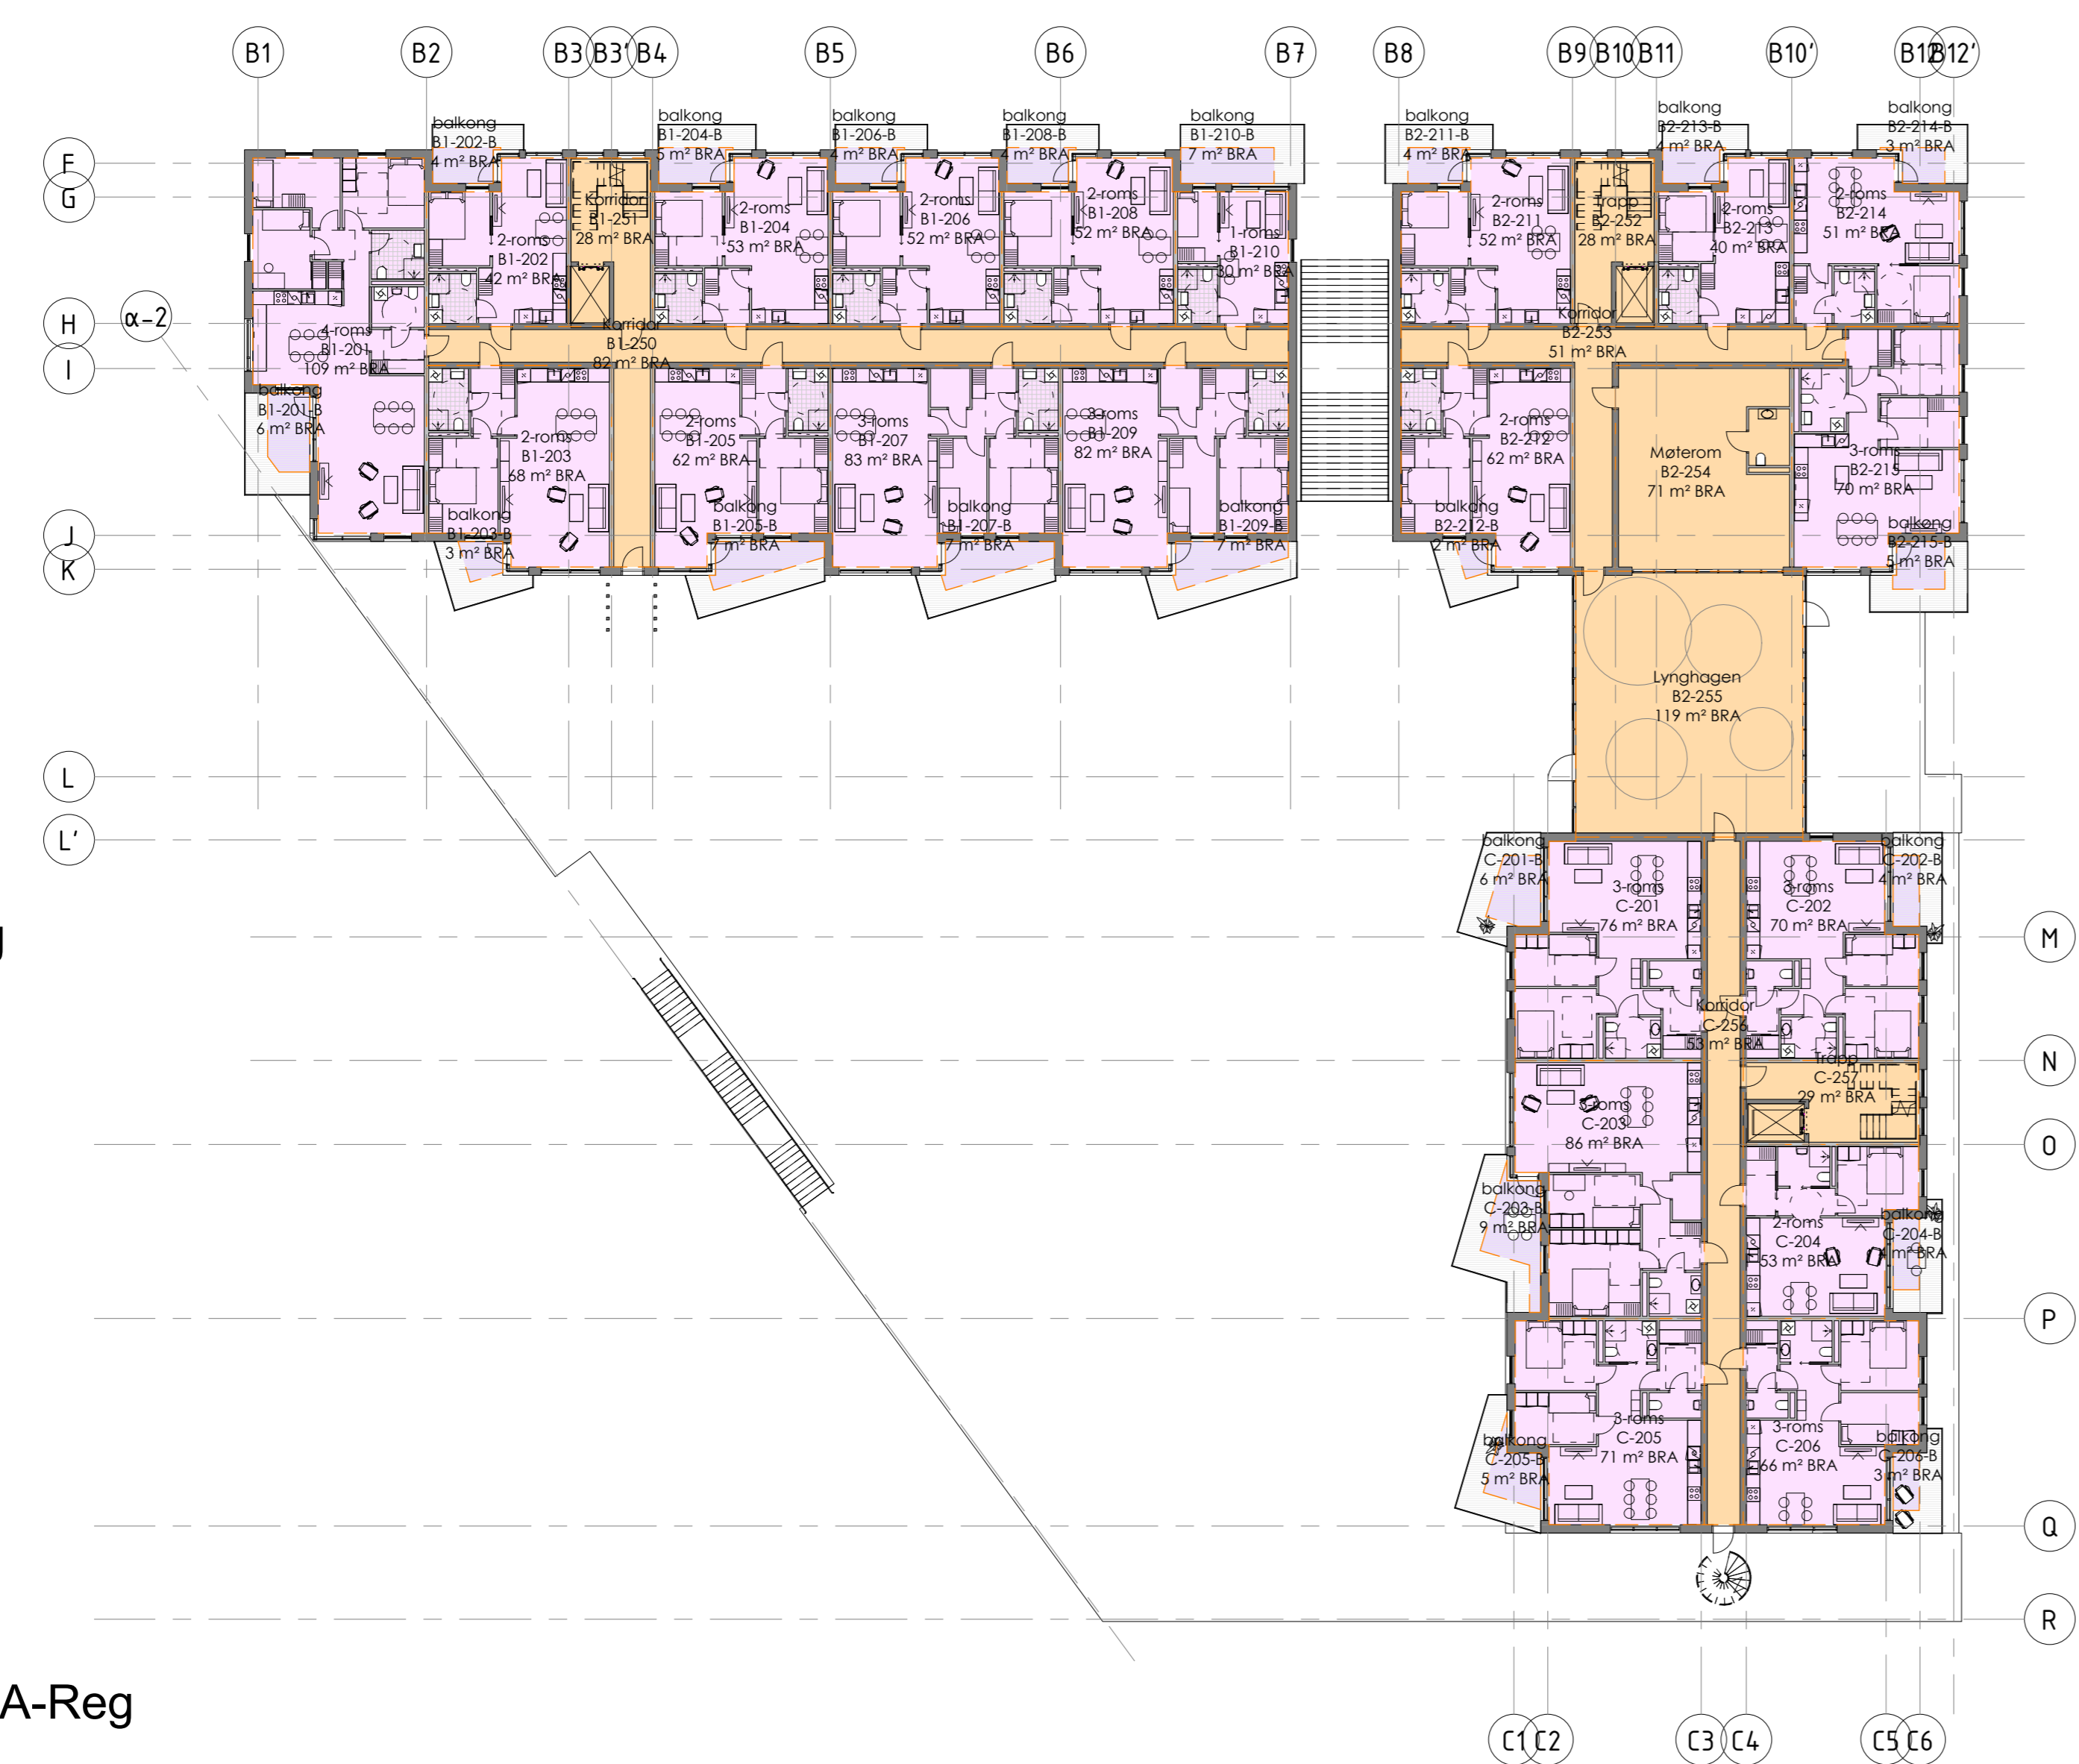 B1
B2
B3
B3'
B4
B5
B6
B7
B8
B9
B10
B11
B10'
B12
B12'
F
G
H
α-2
I
J
K
L
L'
M
N
O
P
Q
R
balkong
B1-202-B
4 m² BRA
balkong
B1-204-B
5 m² BRA
balkong
B1-206-B
4 m² BRA
balkong
B1-208-B
4 m² BRA
balkong
B1-210-B
7 m² BRA
balkong
B2-211-B
4 m² BRA
balkong
B2-213-B
4 m² BRA
balkong
B2-214-B
3 m² BRA
2-roms
B1-202
42 m² BRA
Korridor
B1-251
28 m² BRA
2-roms
B1-204
53 m² BRA
2-roms
B1-206
52 m² BRA
2-roms
B1-208
52 m² BRA
1-roms
B1-210
30 m² BRA
2-roms
B2-211
52 m² BRA
Trapp
B2-252
28 m² BRA
2-roms
B2-213
40 m² BRA
2-roms
B2-214
51 m² BRA
4-roms
B1-201
109 m² BRA
Korridor
B1-250
82 m² BRA
Korridor
B2-253
51 m² BRA
balkong
B1-201-B
6 m² BRA
2-roms
B1-203
68 m² BRA
2-roms
B1-205
62 m² BRA
3-roms
B1-207
83 m² BRA
3-roms
B1-209
82 m² BRA
2-roms
B2-212
62 m² BRA
Møterom
B2-254
71 m² BRA
3-roms
B2-215
70 m² BRA
balkong
B1-203-B
3 m² BRA
balkong
B1-205-B
7 m² BRA
balkong
B1-207-B
7 m² BRA
balkong
B1-209-B
7 m² BRA
balkong
B2-212-B
2 m² BRA
balkong
B2-215-B
5 m² BRA
Lynghagen
B2-255
119 m² BRA
balkong
C-201-B
6 m² BRA
3-roms
C-201
76 m² BRA
3-roms
C-202
70 m² BRA
balkong
C-202-B
4 m² BRA
Korridor
C-256
53 m² BRA
Trapp
C-257
29 m² BRA
3-roms
C-203
86 m² BRA
balkong
C-203-B
9 m² BRA
2-roms
C-204
53 m² BRA
balkong
C-204-B
4 m² BRA
balkong
C-205-B
5 m² BRA
3-roms
C-205
71 m² BRA
3-roms
C-206
66 m² BRA
balkong
C-206-B
3 m² BRA
g
A-Reg
C1
C2
C3
C4
C5
C6